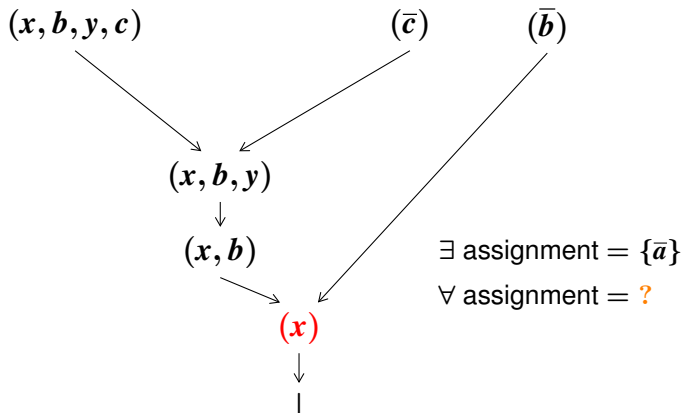 (x, b, y, c) (c̅) (b̅)
(x, b, y)
(x, b)
∃ assignment = {a̅}
∀ assignment = ?
(x)